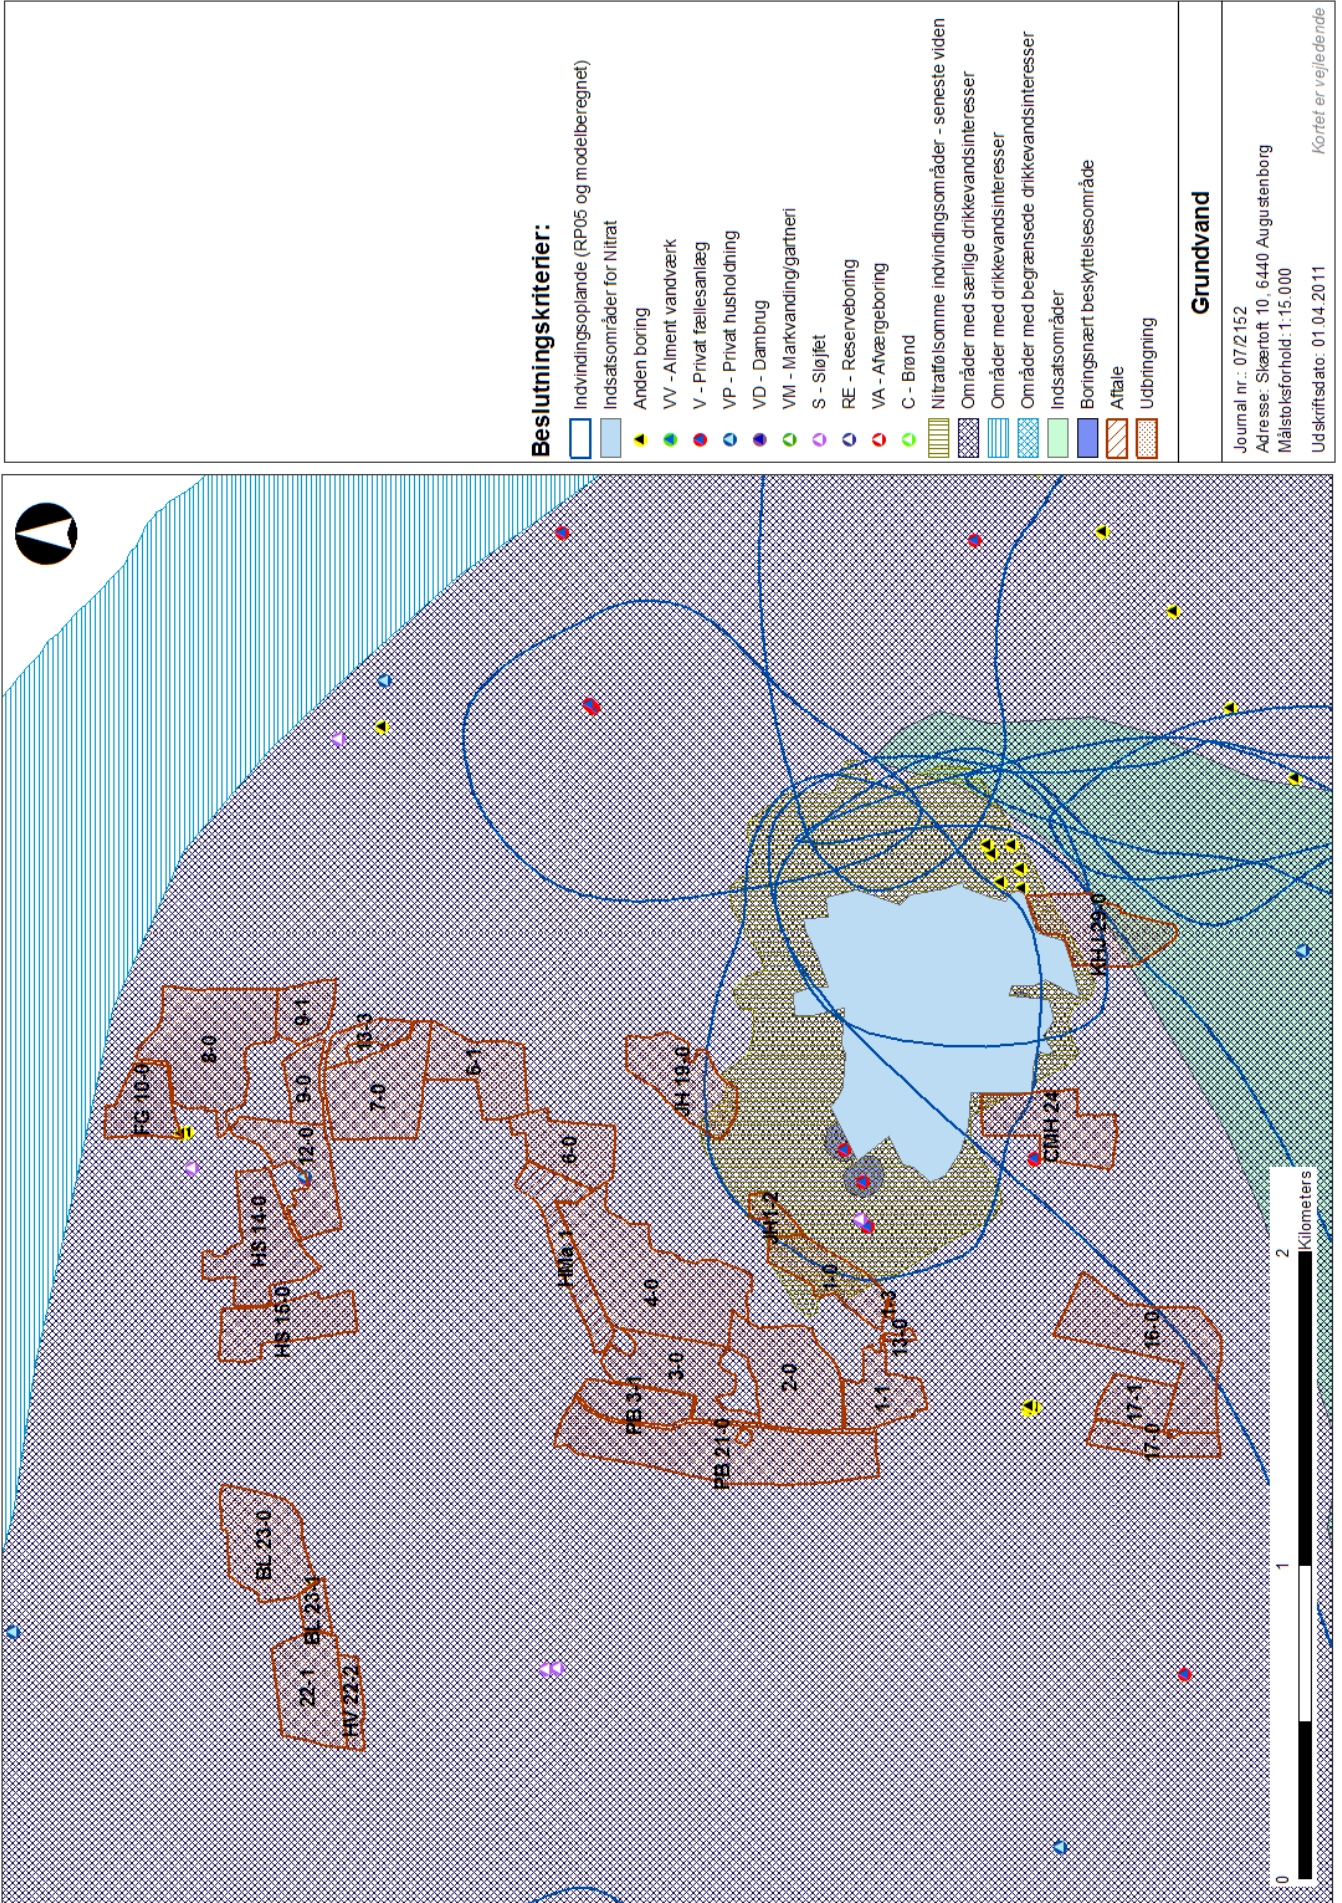 Beslutningskriterier:
Indvindingsoplande (RP05 og modelberegnet)
Indsatsområder for Nitrat
Anden boring
VV - Alment vandværk
V - Privat fællesanlæg
VP - Privat husholdning
VD - Dambrug
VM - Markvanding/gartneri
S - Sløjfet
RE - Reserveboring
VA - Afværgeboring
C - Brønd
Nitratfølsomme indvindingsområder - seneste viden
Områder med særlige drikkevandsinteresser
Områder med drikkevandsinteresser
Områder med begrænsede drikkevandsinteresser
Indsatsområder
Boringsnært beskyttelsesområde
Aftale
Udbringning
Grundvand
Journal nr.: 07/2152
Adresse: Skærtoft 10, 6440 Augustenborg
Målstoksforhold: 1:15.000
Udskriftsdato: 01.04.2011
Kortet er vejledende
FG 10-0
8-0
9-1
9-0
13-3
7-0
12-0
5-1
HS 14-0
HS 15-0
6-0
HMa 1
4-0
JH 19-0
3-0
PB 3-1
PB 21-0
2-0
JH 1-2
1-0
1-3
13-0
1-1
BL 23-0
BL 23-1
22-1
HV 22-2
KHJ 29-0
CMH 24
16-0
17-1
17-0
0
1
2
Kilometers